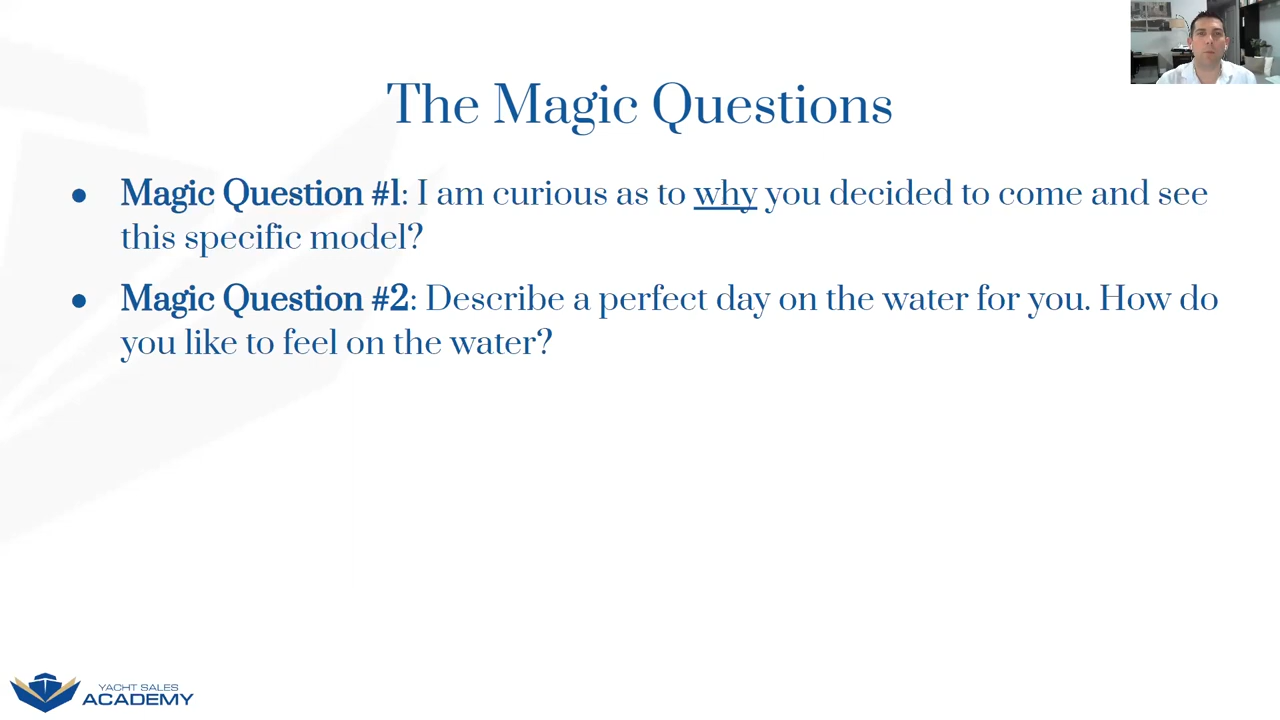 The Magic Questions
● Magic Question #1: I am curious as to why you decided to come and see
this specific model?
● Magic Question #2: Describe a perfect day on the water for you. How do
you like to feel on the water?
YACHT SALES
ACADEMY